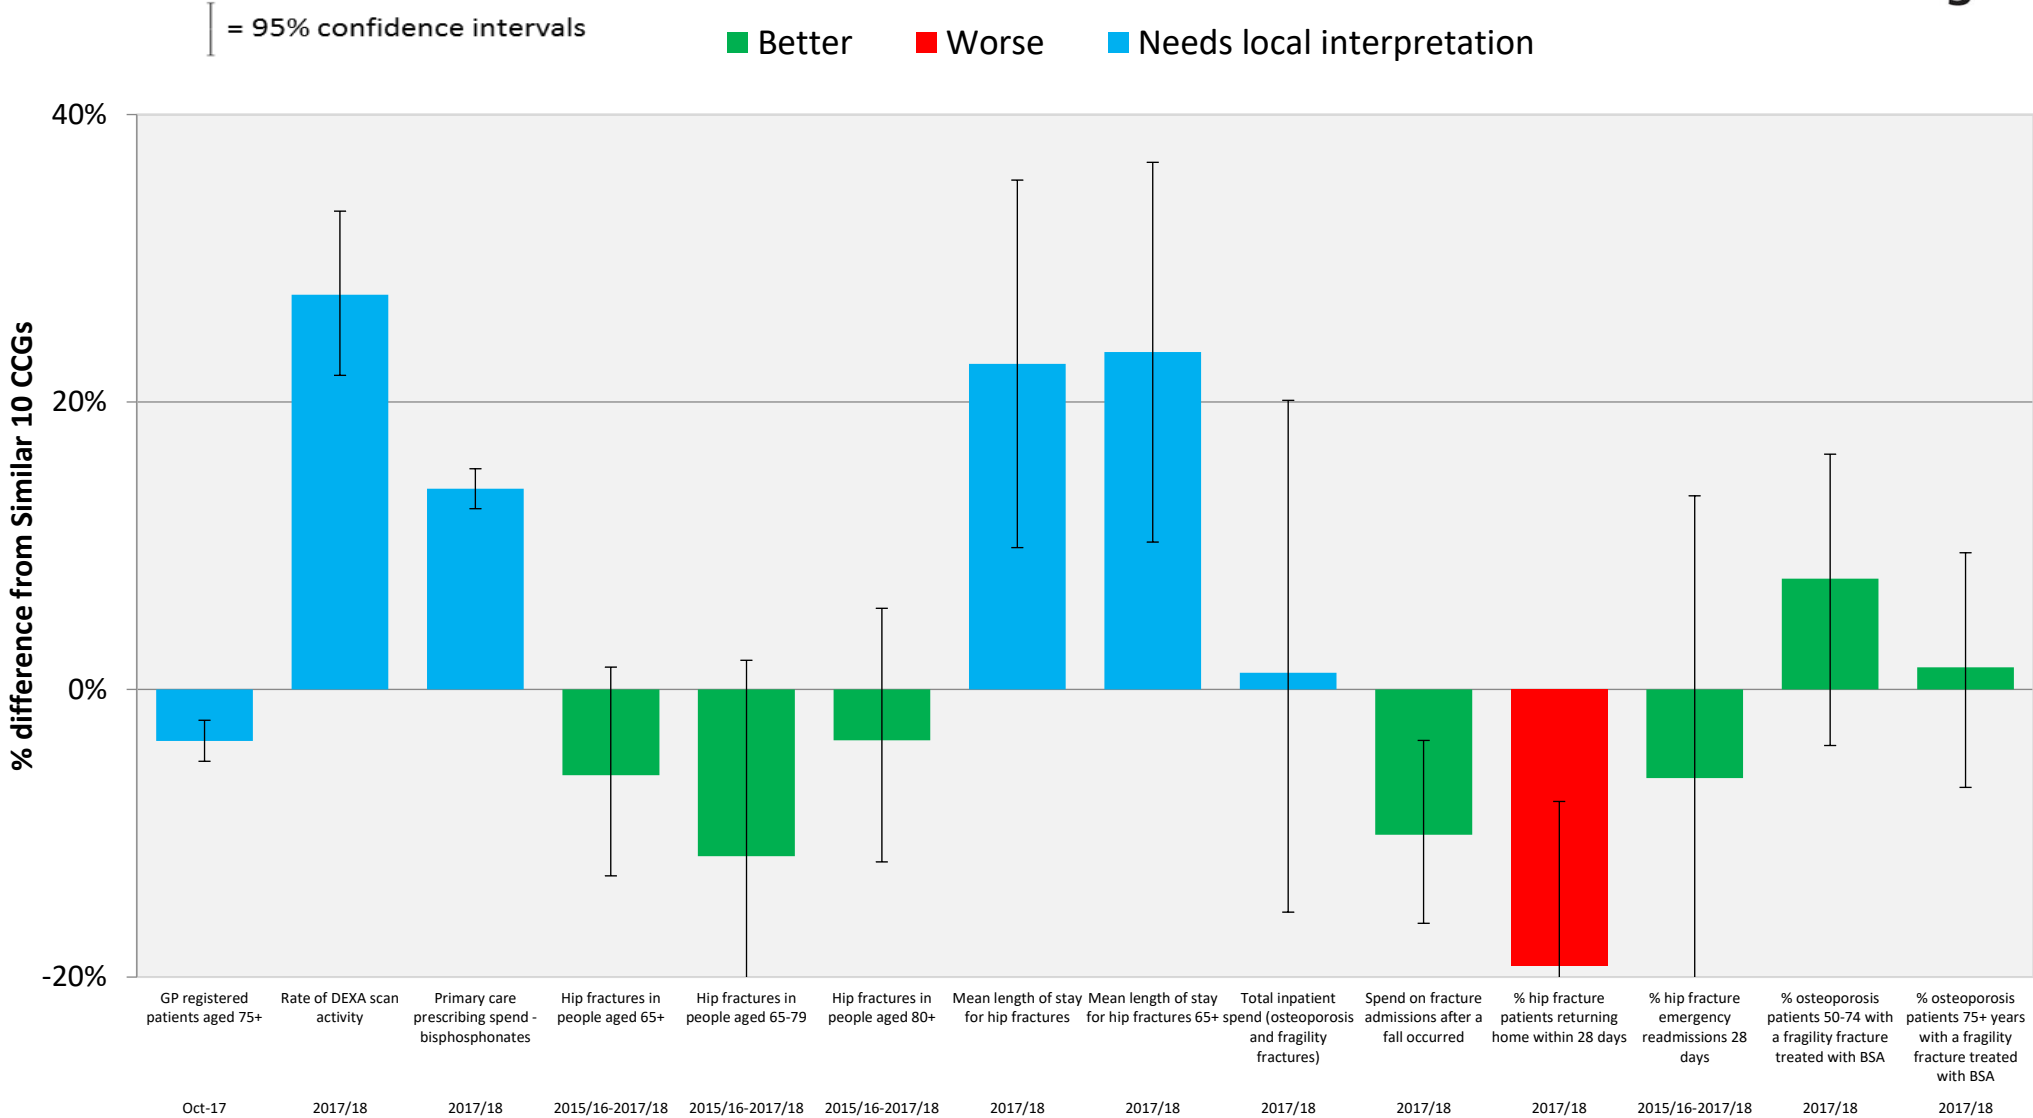 = 95% confidence intervals
Better
Worse
Needs local interpretation
% difference from Similar 10 CCGs
40%
20%
0%
-20%
GP registered
patients aged 75+
Oct-17
Rate of DEXA scan
activity
2017/18
Primary care
prescribing spend -
bisphosphonates
2017/18
Hip fractures in
people aged 65+
2015/16-2017/18
Hip fractures in
people aged 65-79
2015/16-2017/18
Hip fractures in
people aged 80+
2015/16-2017/18
Mean length of stay
for hip fractures
2017/18
Mean length of stay
for hip fractures 65+
2017/18
Total inpatient
spend (osteoporosis
and fragility
fractures)
2017/18
Spend on fracture
admissions after a
fall occurred
2017/18
% hip fracture
patients returning
home within 28 days
2017/18
% hip fracture
emergency
readmissions 28
days
2015/16-2017/18
% osteoporosis
patients 50-74 with
a fragility fracture
treated with BSA
2017/18
% osteoporosis
patients 75+ years
with a fragility
fracture treated
with BSA
2017/18